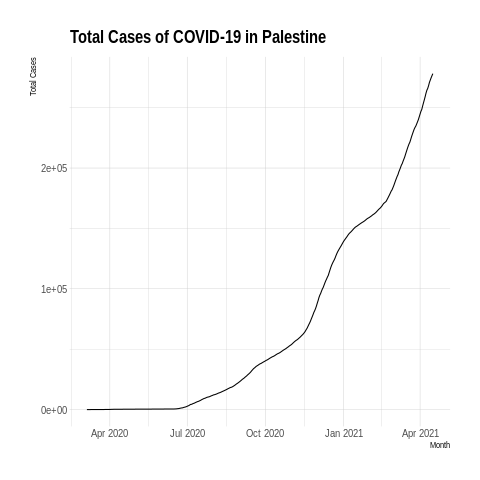 Total Cases of COVID-19 in Palestine
Total Cases
2e+05
1e+05
0e+00
Apr 2020 Jul 2020 Oct 2020 Jan 2021 Apr 2021
Month